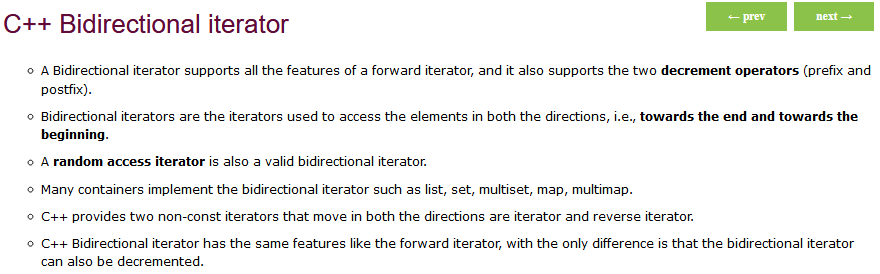 C++ Bidirectional iterator
← prev
next →
A Bidirectional iterator supports all the features of a forward iterator, and it also supports the two decrement operators (prefix and
postfix).
Bidirectional iterators are the iterators used to access the elements in both the directions, i.e., towards the end and towards the
beginning.
A random access iterator is also a valid bidirectional iterator.
Many containers implement the bidirectional iterator such as list, set, multiset, map, multimap.
C++ provides two non-const iterators that move in both the directions are iterator and reverse iterator.
C++ Bidirectional iterator has the same features like the forward iterator, with the only difference is that the bidirectional iterator
can also be decremented.